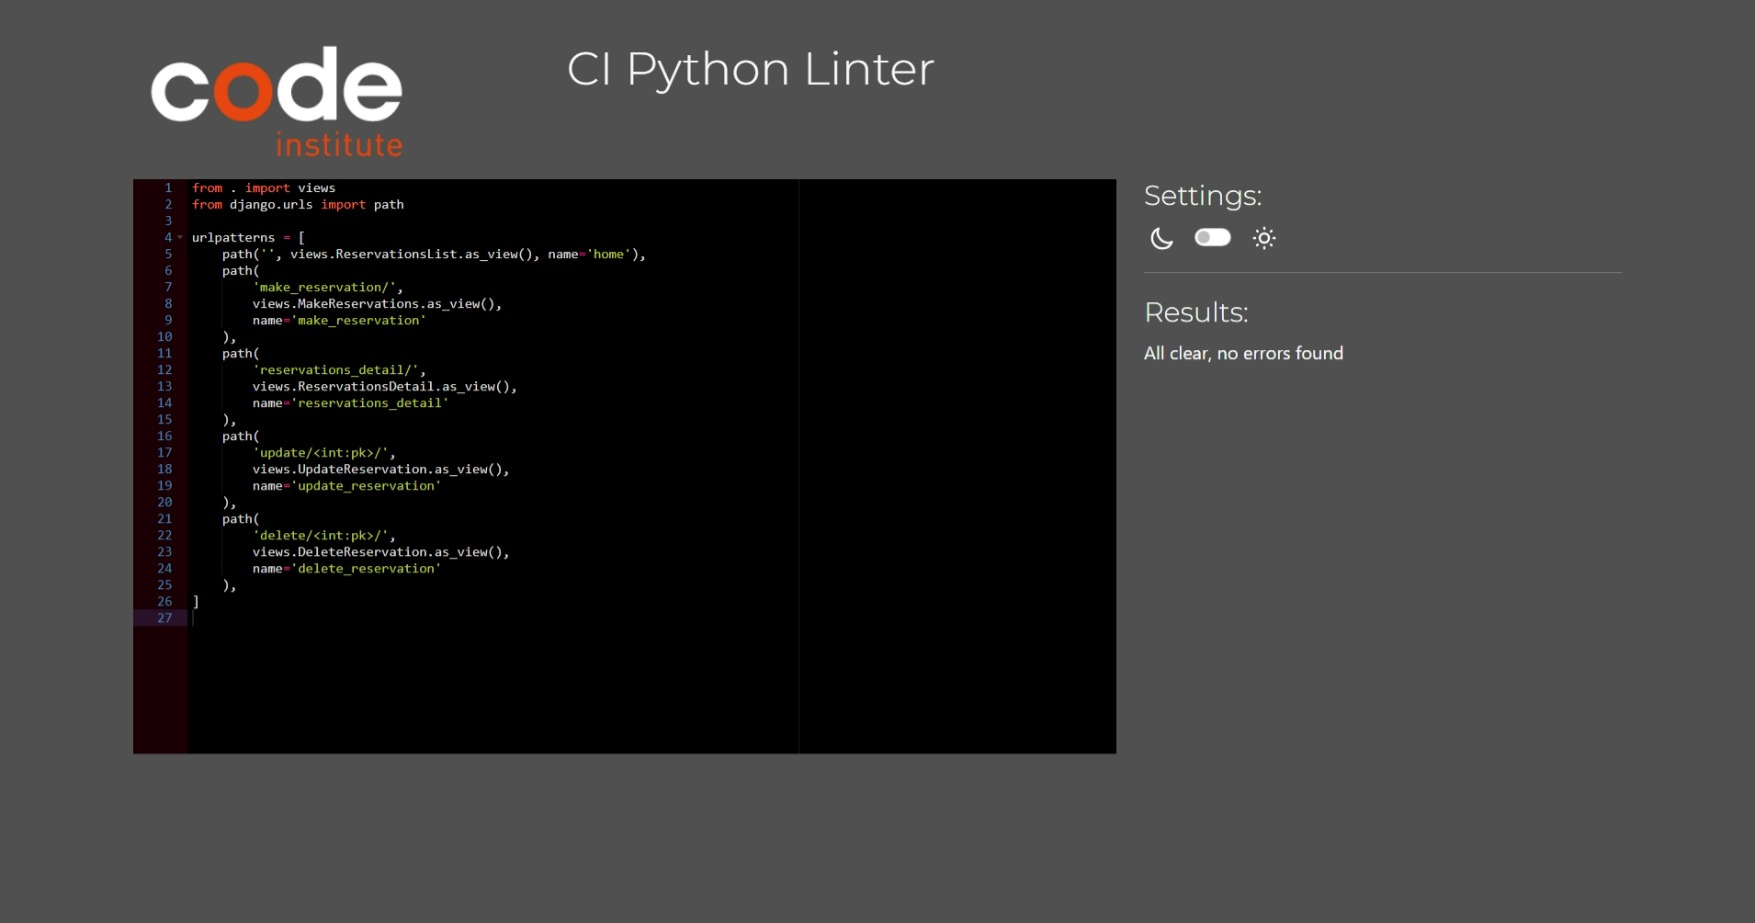 code
institute
CI Python Linter
1 from . import views
2 from django.urls import path
3
4 urlpatterns = [
5     path('', views.ReservationsList.as_view(), name='home'),
6     path(
7         'make_reservation/',
8         views.MakeReservations.as_view(),
9         name='make_reservation'
10     ),
11     path(
12         'reservations_detail/',
13         views.ReservationsDetail.as_view(),
14         name='reservations_detail'
15     ),
16     path(
17         'update/<int:pk>/',
18         views.UpdateReservation.as_view(),
19         name='update_reservation'
20     ),
21     path(
22         'delete/<int:pk>/',
23         views.DeleteReservation.as_view(),
24         name='delete_reservation'
25     ),
26 ]
27
Settings:
Results:
All clear, no errors found